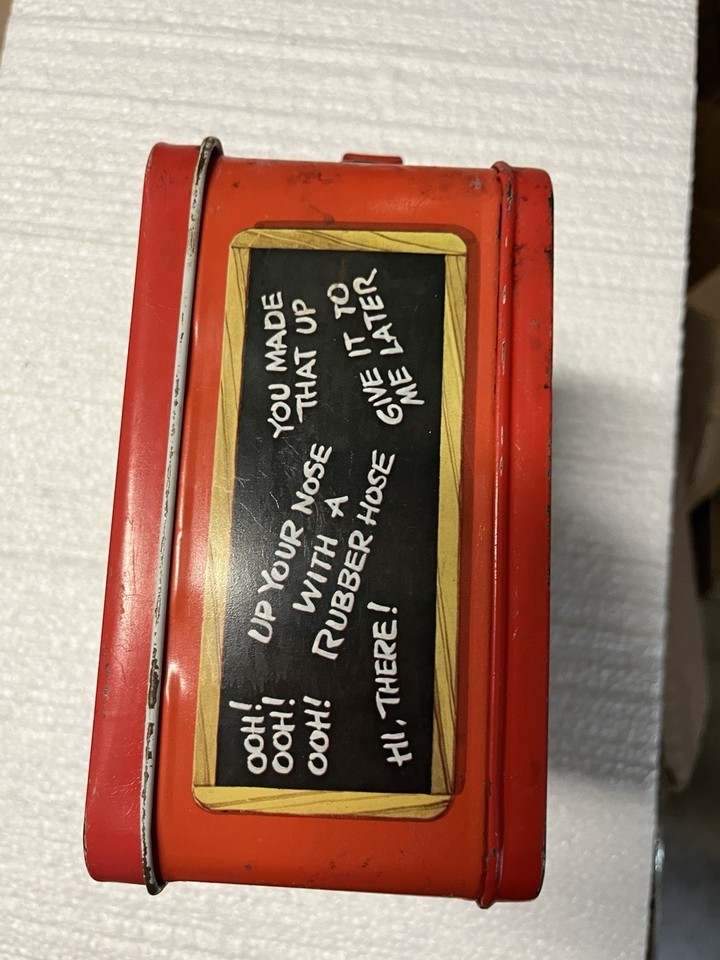 OOH!
OOH!
OOH!
UP YOUR NOSE
WITH A
RUBBER HOSE
YOU MADE
THAT UP
HI, THERE!
GIVE IT TO
ME LATER